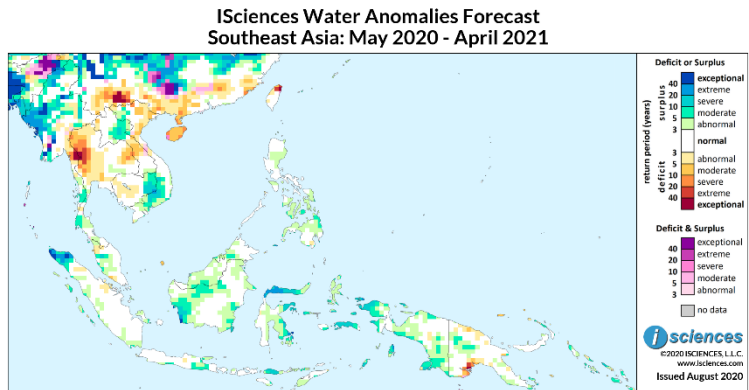 ISciences Water Anomalies Forecast
Southeast Asia: May 2020 - April 2021
Deficit or Surplus
return period (years)
surplus
deficit
exceptional
40
extreme
20
severe
10
moderate
5
abnormal
3
normal
3
abnormal
5
moderate
10
severe
20
extreme
40
exceptional
Deficit & Surplus
exceptional
40
extreme
20
severe
10
moderate
5
abnormal
3
no data
isciences
©2020 ISCIENCES, L.L.C.
www.Isciences.com
Issued August 2020